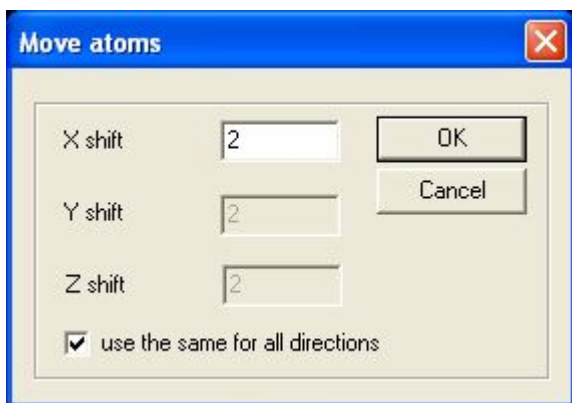 Move atoms
X shift 2 OK
Cancel
Y shift 2
Z shift 2
use the same for all directions